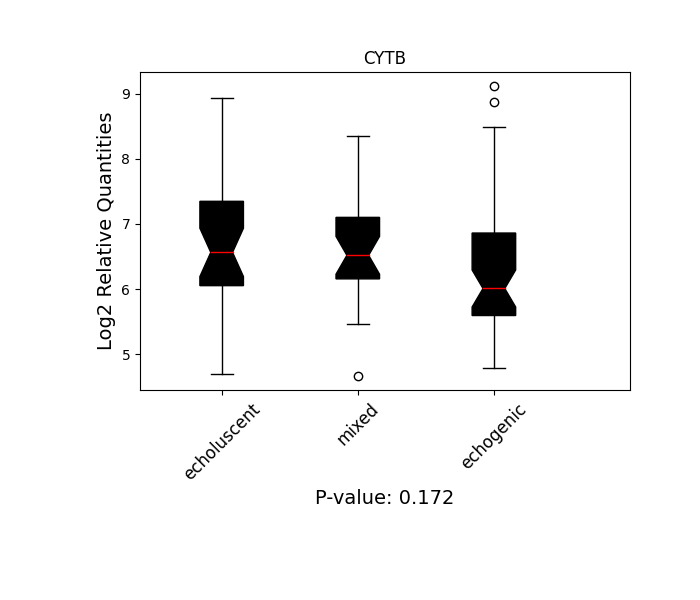 CYTB
Log2 Relative Quantities
9
8
7
6
5
echoluscent
mixed
echogenic
P-value: 0.172